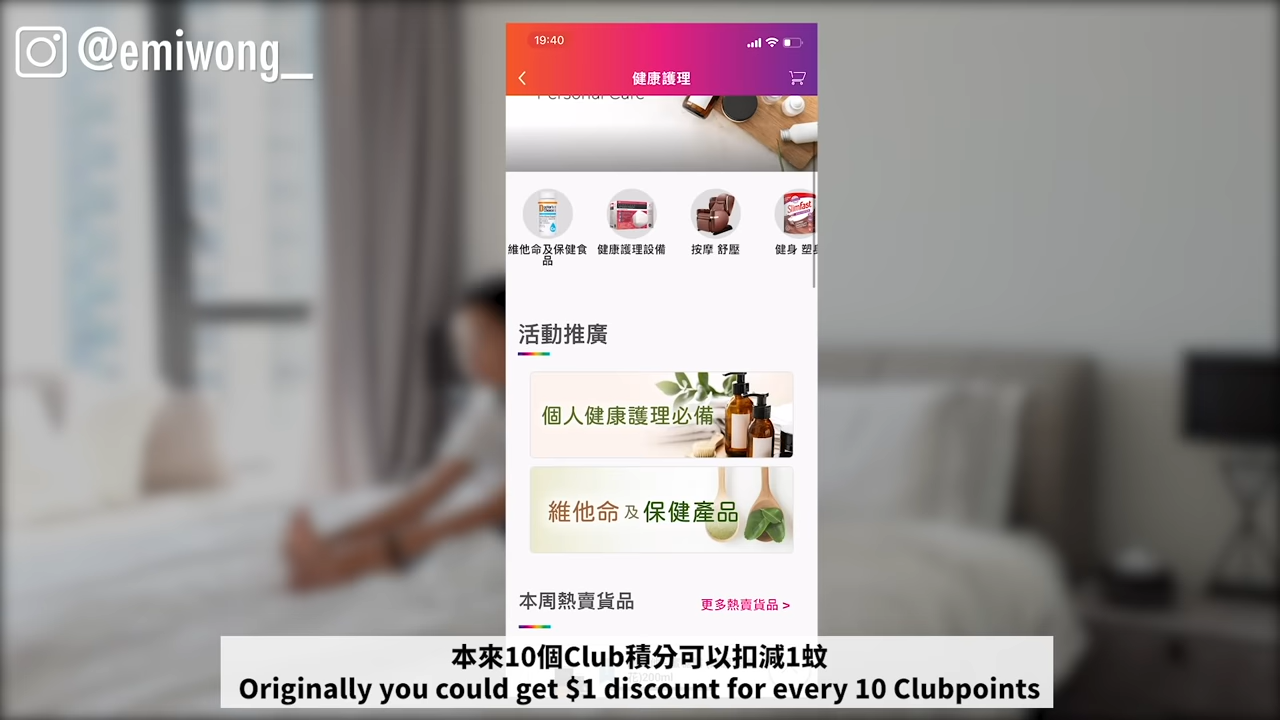 @emiwong_
19:40
健康護理
Personal Care
維他命及保健食
品
健康護理設備
按摩 舒壓
健身 塑
Slimfast
活動推廣
個人健康護理必備
維他命及保健產品
本周熱賣貨品
更多熱賣貨品 >
本來10個Club積分可以扣減1蚊
Originally you could get $1 discount for every 10 Clubpoints